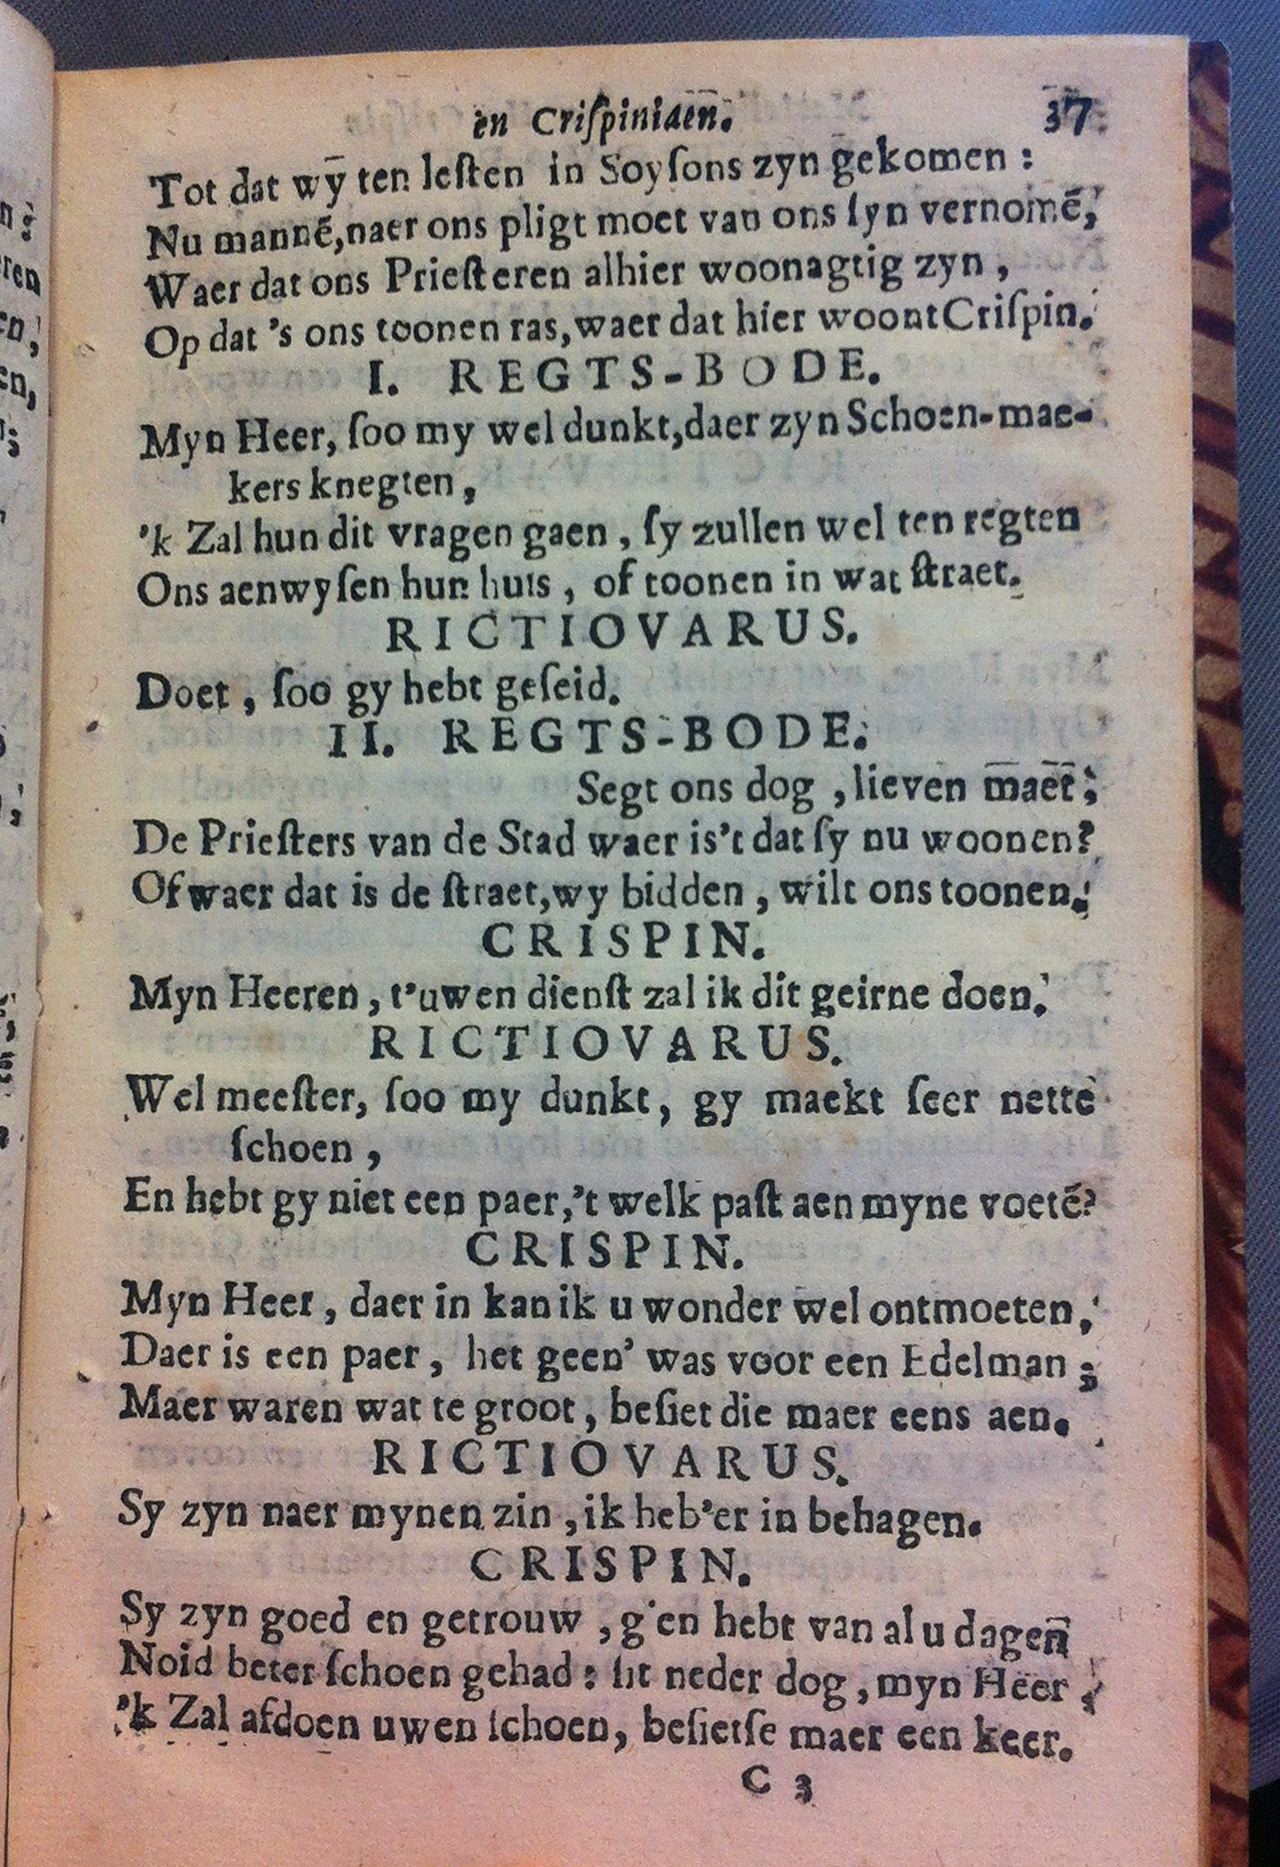 en Criſpiniaen. 37
Tot dat wy ten leſten in Soyſons zyn gekomen :
Nu mannē, naer ons pligt moet van ons ſyn vernomē,
Waer dat ons Prieſteren alhier woonagtig zyn ,
Op dat 's ons toonen ras, waer dat hier woont Criſpin.
I. REGTS-BODE.
Myn Heer, ſoo my wel dunkt, daer zyn Schoen-mae-
kers knegten ,
'k Zal hun dit vragen gaen , ſy zullen wel ten regten
Ons aenwyſen hun huis , of toonen in wat ſtraet.
RICTIOVARUS.
Doet , ſoo gy hebt geſeid.
II. REGTS-BODE.
Segt ons dog , lieven maet ;
De Prieſters van de Stad waer is't dat ſy nu woonen?
Of waer dat is de ſtraet, wy bidden , wilt ons toonen.
CRISPIN.
Myn Heeren , t'uwen dienſt zal ik dit geirne doen.
RICTIOVARUS.
Wel meeſter, ſoo my dunkt, gy maekt ſeer nette
ſchoen ,
En hebt gy niet een paer, 't welk paſt aen myne voetē?
CRISPIN.
Myn Heer , daer in kan ik u wonder wel ontmoeten,
Daer is een paer , het geen' was voor een Edelman ;
Maer waren wat te groot , beſiet die maer eens aen.
RICTIOVARUS.
Sy zyn naer mynen zin , ik heb'er in behagen.
CRISPIN.
Sy zyn goed en getrouw , g'en hebt van al u dagen
Noid beter ſchoen gehad : ſit neder dog , myn Heer ,
'k Zal afdoen uwen ſchoen, beſietſe maer een keer.
C 3